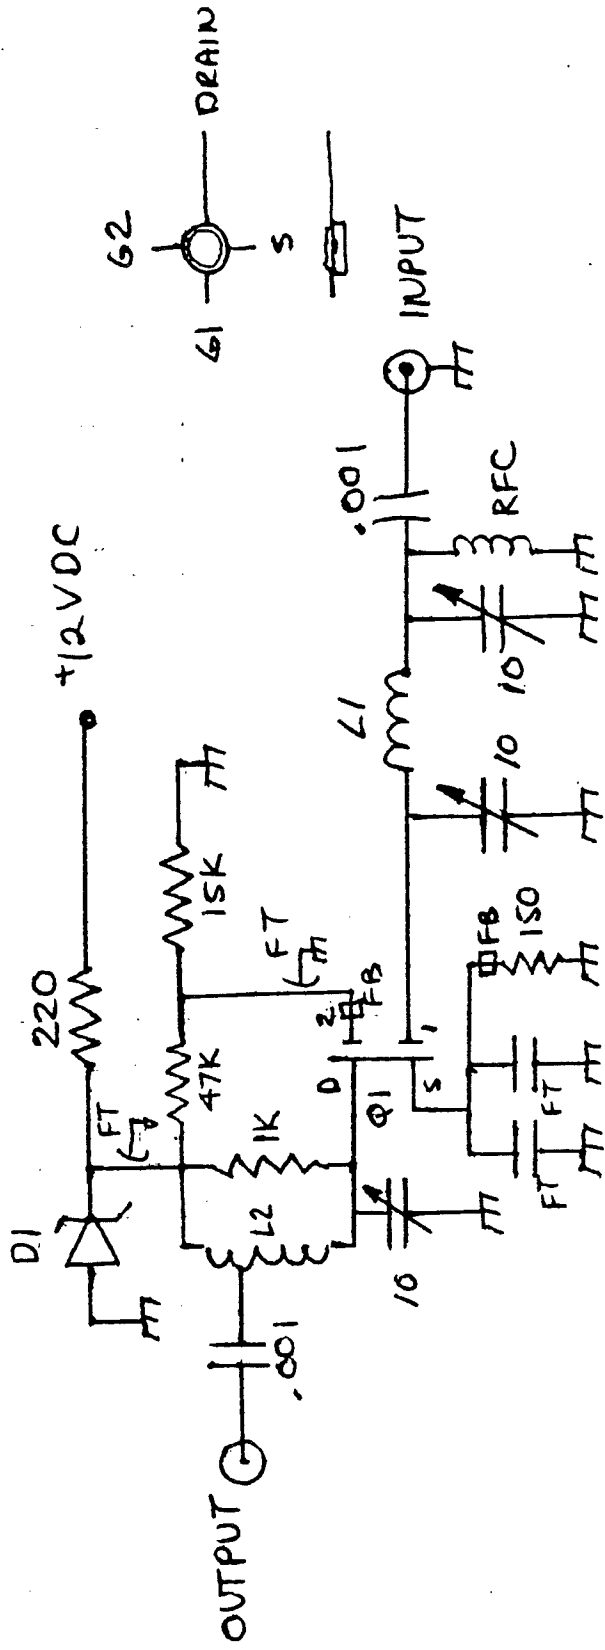 DRAIN
G2
S
G1
INPUT
+12VDC
.001
RFC
L1
10
10
15K
220
FT
2
FB
1
FB
150
47K
FT
D
Q1
S
1K
D1
L2
FT
FT
10
.001
OUTPUT